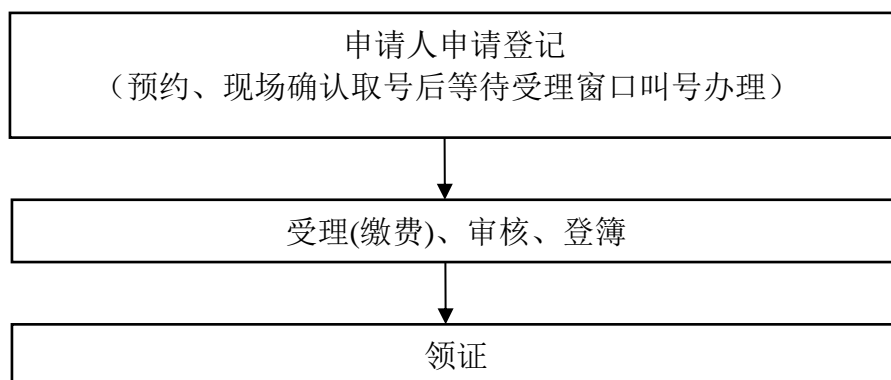 申请人申请登记
（预约、现场确认取号后等待受理窗口叫号办理）
受理(缴费)、审核、登簿
领证